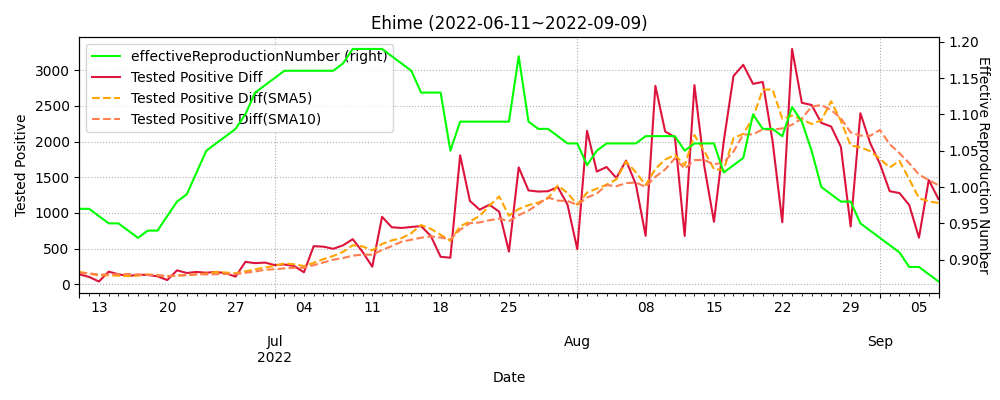 Ehime (2022-06-11~2022-09-09)
effectiveReproductionNumber (right)
Tested Positive Diff
Tested Positive Diff(SMA5)
Tested Positive Diff(SMA10)
Tested Positive
3000
2500
2000
1500
1000
500
0
1.20
1.15
1.10
1.05
1.00
0.95
0.90
Effective Reproduction Number
13 20 27 04 11 18 25 08 15 22 29 05
Jul Aug Sep
2022
Date